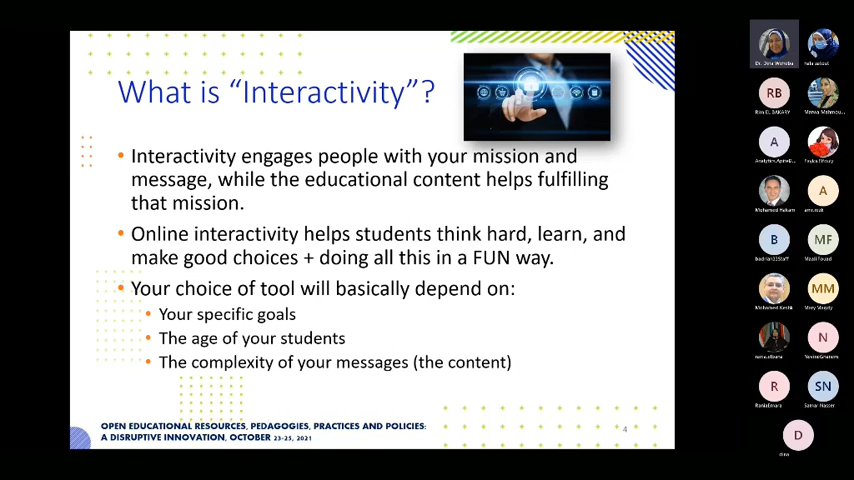 What is “Interactivity”?
• Interactivity engages people with your mission and
message, while the educational content helps fulfilling
that mission.
• Online interactivity helps students think hard, learn, and
make good choices + doing all this in a FUN way.
• Your choice of tool will basically depend on:
• Your specific goals
• The age of your students
• The complexity of your messages (the content)
OPEN EDUCATIONAL RESOURCES, PEDAGOGIES, PRACTICES AND POLICIES:
A DISRUPTIVE INNOVATION, OCTOBER 23-25, 2021
4
RB
A
A
B
MF
MM
N
R
SN
Samar Nasser
D
dina